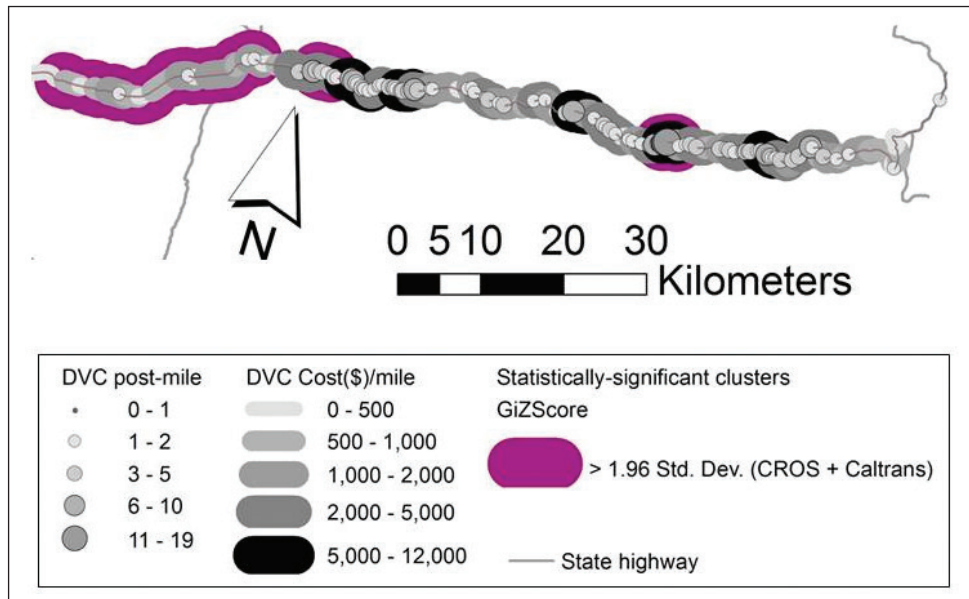 N
0 5 10 20 30
Kilometers
DVC post-mile
0 - 1
1 - 2
3 - 5
6 - 10
11 - 19
DVC Cost($)/mile
0 - 500
500 - 1,000
1,000 - 2,000
2,000 - 5,000
5,000 - 12,000
Statistically-significant clusters
GiZScore
> 1.96 Std. Dev. (CROS + Caltrans)
State highway